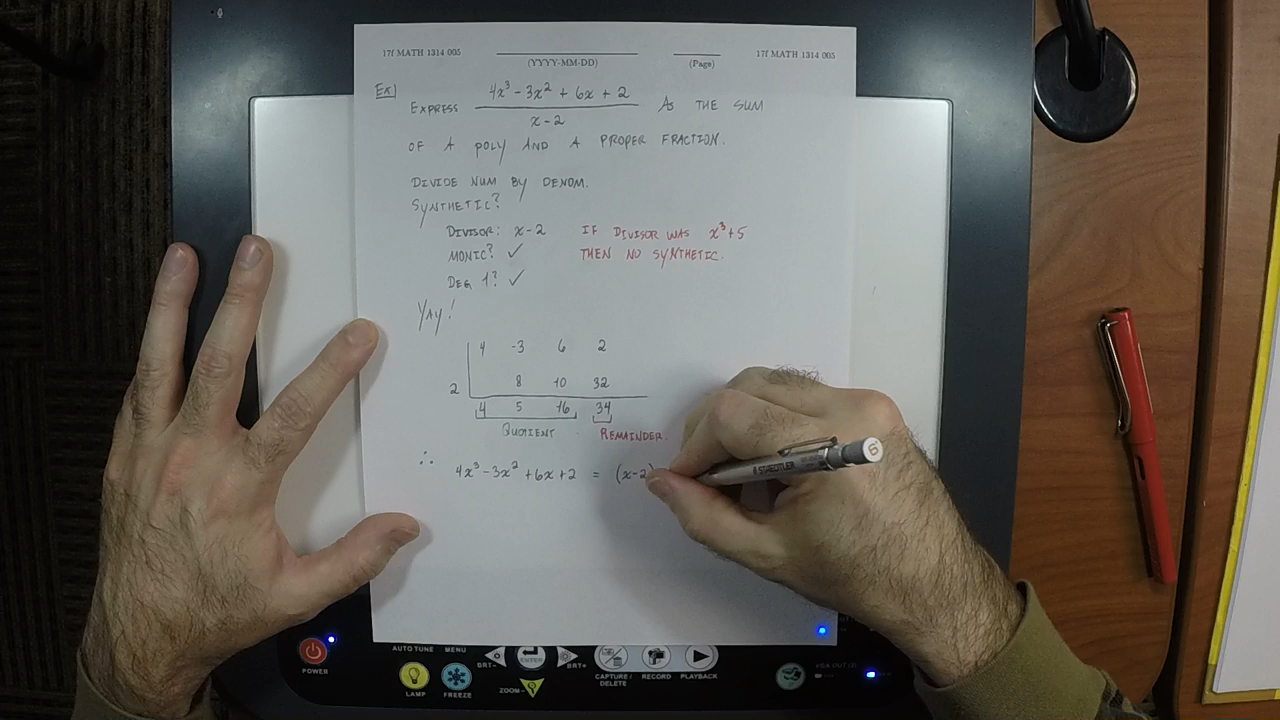 17f MATH 1314 005 (YYYY-MM-DD) (Page) 17f MATH 1314 005
Ex
EXPRESS 4x³ - 3x² + 6x + 2 / x - 2 AS THE SUM
OF A POLY AND A PROPER FRACTION.
DIVIDE NUM BY DENOM.
SYNTHETIC?
DIVISOR: x-2 IF DIVISOR WAS x³+5
MONIC? ✓ THEN NO SYNTHETIC.
DEG 1? ✓
YAY!
4 -3 6 2
2 8 10 32
4 5 16 34
QUOTIENT REMAINDER.
∴ 4x³ - 3x² + 6x + 2 = (x-2)
STAEDTLER
POWER
AUTO TUNE MENU
LAMP FREEZE
BRT- ENTER BRT+
ZOOM-
CAPTURE / DELETE RECORD PLAYBACK